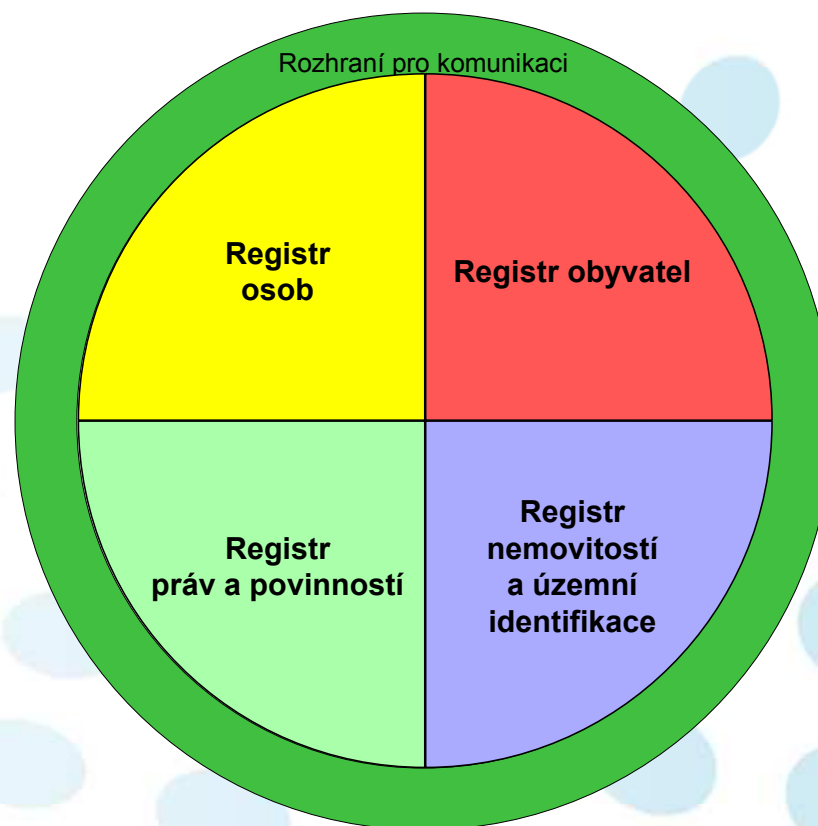 Rozhraní pro komunikaci
Registr
osob
Registr obyvatel
Registr
práv a povinností
Registr
nemovitostí
a územní
identifikace